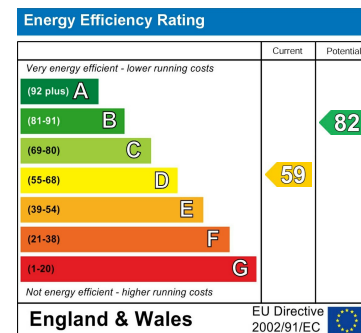 Energy Efficiency Rating
Current Potential
Very energy efficient - lower running costs
(92 plus) A
(81-91) B
82
(69-80) C
(55-68) D
59
(39-54) E
(21-38) F
(1-20) G
Not energy efficient - higher running costs
England & Wales
EU Directive
2002/91/EC